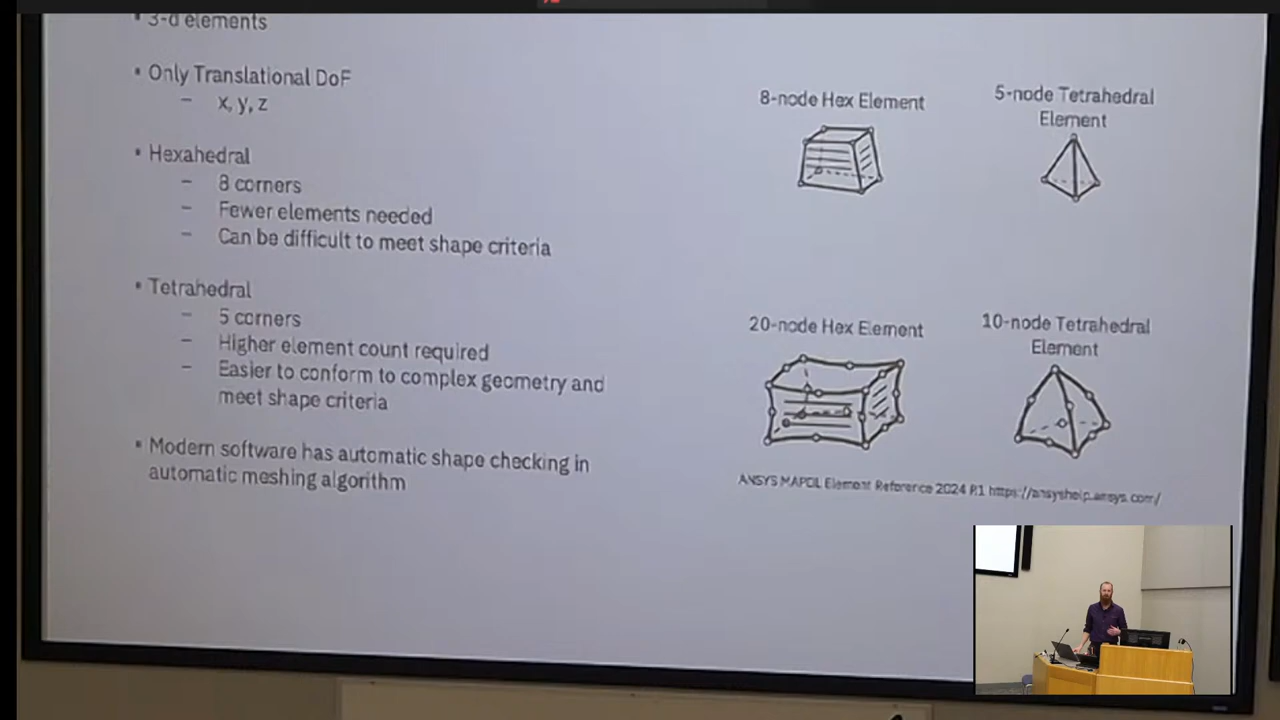 3-d elements
Only Translational DoF
– x, y, z
Hexahedral
– 8 corners
– Fewer elements needed
– Can be difficult to meet shape criteria
Tetrahedral
– 5 corners
– Higher element count required
– Easier to conform to complex geometry and
meet shape criteria
Modern software has automatic shape checking in
automatic meshing algorithm
8-node Hex Element
5-node Tetrahedral
Element
20-node Hex Element
10-node Tetrahedral
Element
ANSYS MAPDL Element Reference 2024 R1 https://ansyshelp.ansys.com/